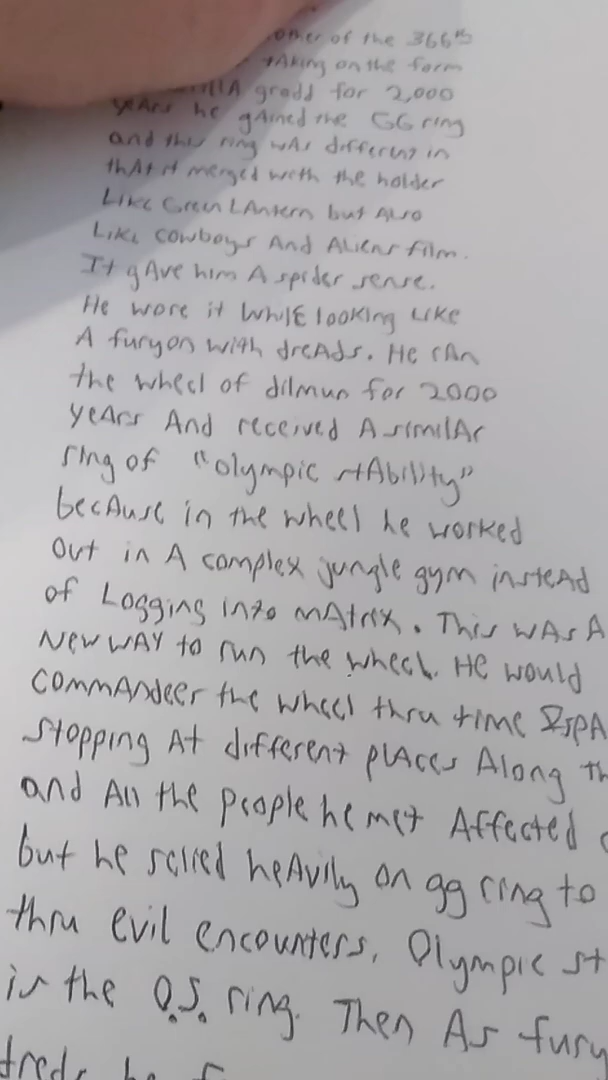 other of the 366th
taking on the form
grodd for 2,000
years he gained the GG ring
and this ring was different in
that it merged with the holder
Like Green Lantern but Also
Like cowboys And Aliens film.
It gave him A spider sense.
He wore it while looking Like
A furyon with dreads. He ran
the wheel of dilmun for 2000
years And received A similar
ring of "olympic stability"
because in the wheel he worked
out in A complex jungle gym instead
of Logging into matrix. This was A
New way to run the wheel. He would
commandeer the wheel thru time &
stopping At different places Along
and All the people he met Affected
but he relied heavily on gg ring to
thru evil encounters. Olympic
is the O.S. ring. Then As